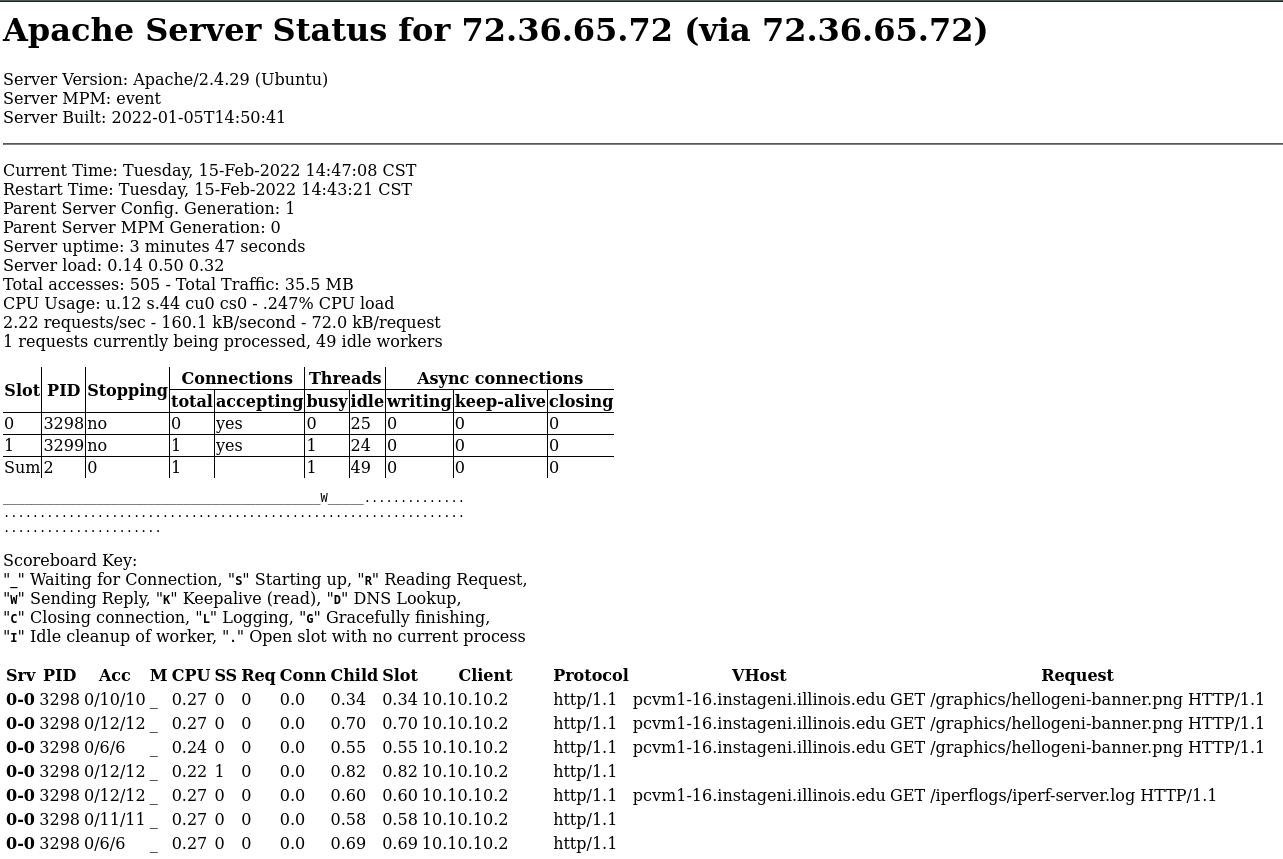 Apache Server Status for 72.36.65.72 (via 72.36.65.72)
Server Version: Apache/2.4.29 (Ubuntu)
Server MPM: event
Server Built: 2022-01-05T14:50:41
Current Time: Tuesday, 15-Feb-2022 14:47:08 CST
Restart Time: Tuesday, 15-Feb-2022 14:43:21 CST
Parent Server Config. Generation: 1
Parent Server MPM Generation: 0
Server uptime: 3 minutes 47 seconds
Server load: 0.14 0.50 0.32
Total accesses: 505 - Total Traffic: 35.5 MB
CPU Usage: u.12 s.44 cu0 cs0 - .247% CPU load
2.22 requests/sec - 160.1 kB/second - 72.0 kB/request
1 requests currently being processed, 49 idle workers
Slot PID Stopping Connections Threads Async connections
total accepting busy idle writing keep-alive closing
0 3298 no 0 yes 0 25 0 0 0
1 3299 no 1 yes 1 24 0 0 0
Sum 2 0 1 1 49 0 0 0
____________________________________________W_____..............
................................................................
......................
Scoreboard Key:
"_" Waiting for Connection, "S" Starting up, "R" Reading Request,
"W" Sending Reply, "K" Keepalive (read), "D" DNS Lookup,
"C" Closing connection, "L" Logging, "G" Gracefully finishing,
"I" Idle cleanup of worker, "." Open slot with no current process
Srv PID Acc M CPU SS Req Conn Child Slot Client Protocol VHost Request
0-0 3298 0/10/10 _ 0.27 0 0 0.0 0.34 0.34 10.10.10.2 http/1.1 pcvm1-16.instageni.illinois.edu GET /graphics/hellogeni-banner.png HTTP/1.1
0-0 3298 0/12/12 _ 0.27 0 0 0.0 0.70 0.70 10.10.10.2 http/1.1 pcvm1-16.instageni.illinois.edu GET /graphics/hellogeni-banner.png HTTP/1.1
0-0 3298 0/6/6 _ 0.24 0 0 0.0 0.55 0.55 10.10.10.2 http/1.1 pcvm1-16.instageni.illinois.edu GET /graphics/hellogeni-banner.png HTTP/1.1
0-0 3298 0/12/12 _ 0.22 1 0 0.0 0.82 0.82 10.10.10.2 http/1.1
0-0 3298 0/12/12 _ 0.27 0 0 0.0 0.60 0.60 10.10.10.2 http/1.1 pcvm1-16.instageni.illinois.edu GET /iperflogs/iperf-server.log HTTP/1.1
0-0 3298 0/11/11 _ 0.27 0 0 0.0 0.58 0.58 10.10.10.2 http/1.1
0-0 3298 0/6/6 _ 0.27 0 0 0.0 0.69 0.69 10.10.10.2 http/1.1